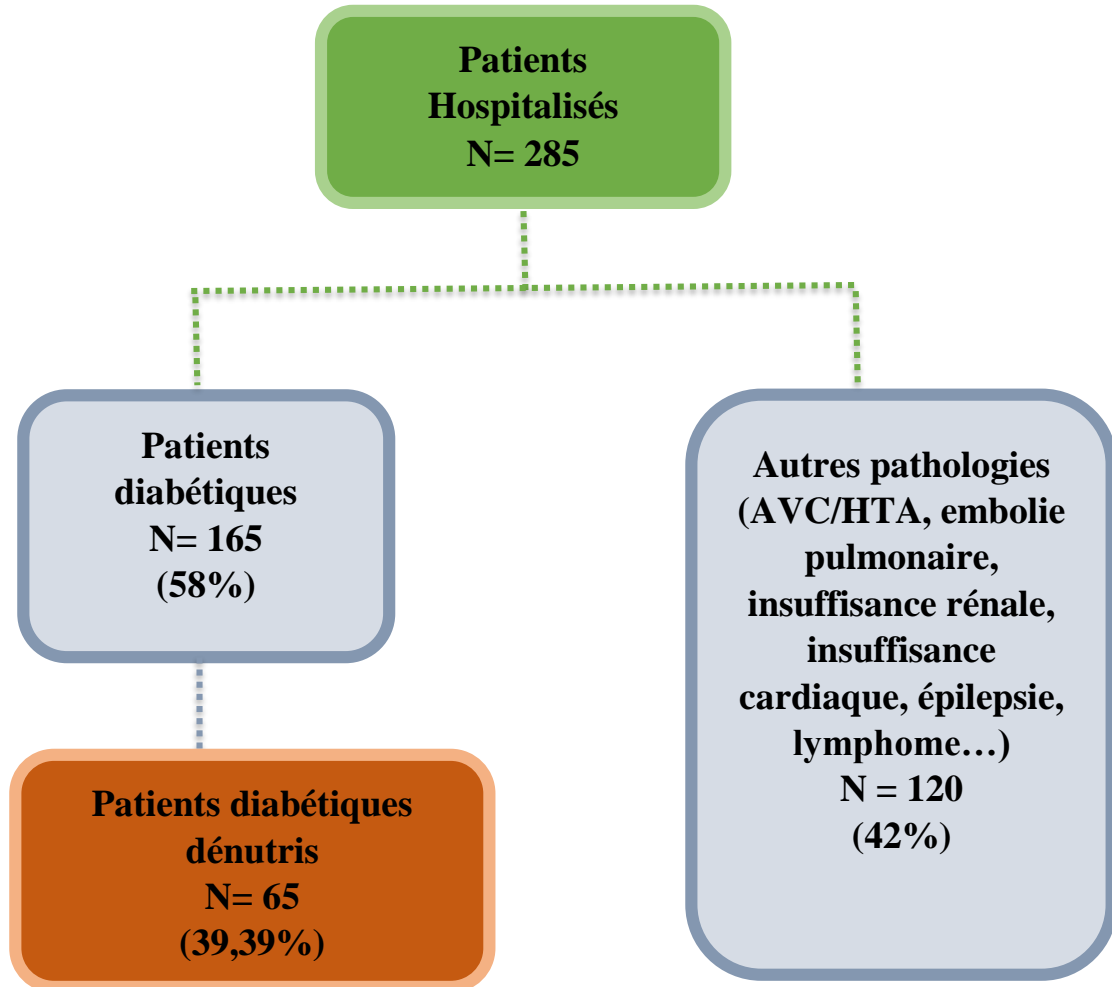 Patients
Hospitalisés
N= 285
Patients
diabétiques
N= 165
(58%)
Autres pathologies
(AVC/HTA, embolie
pulmonaire,
insuffisance rénale,
insuffisance
cardiaque, épilepsie,
lymphome…)
N = 120
(42%)
Patients diabétiques
dénutris
N= 65
(39,39%)